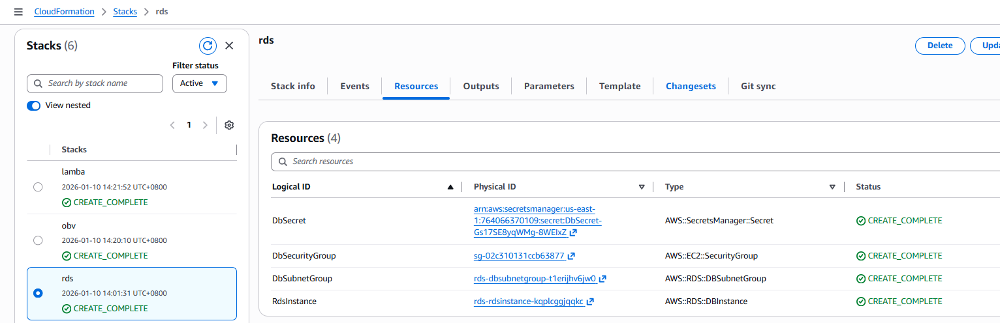 CloudFormation > Stacks > rds
Stacks (6)
Filter status
Search by stack name
Active
View nested
1
Stacks
lamba
2026-01-10 14:21:52 UTC+0800
CREATE_COMPLETE
obv
2026-01-10 14:20:10 UTC+0800
CREATE_COMPLETE
rds
2026-01-10 14:01:31 UTC+0800
CREATE_COMPLETE
rds
Delete Upda
Stack info Events Resources Outputs Parameters Template Changesets Git sync
Resources (4)
Search resources
Logical ID Physical ID Type Status
DbSecret
arn:aws:secretsmanager:us-east-
1:764066370109:secret:DbSecret-
Gs17SE8yqWMg-8WEIxZ
AWS::SecretsManager::Secret
CREATE_COMPLETE
DbSecurityGroup sg-02c310131ccb63877 AWS::EC2::SecurityGroup CREATE_COMPLETE
DbSubnetGroup rds-dbsubnetgroup-t1erijhv6jw0 AWS::RDS::DBSubnetGroup CREATE_COMPLETE
RdsInstance rds-rdsinstance-kqplcggjqqkc AWS::RDS::DBInstance CREATE_COMPLETE